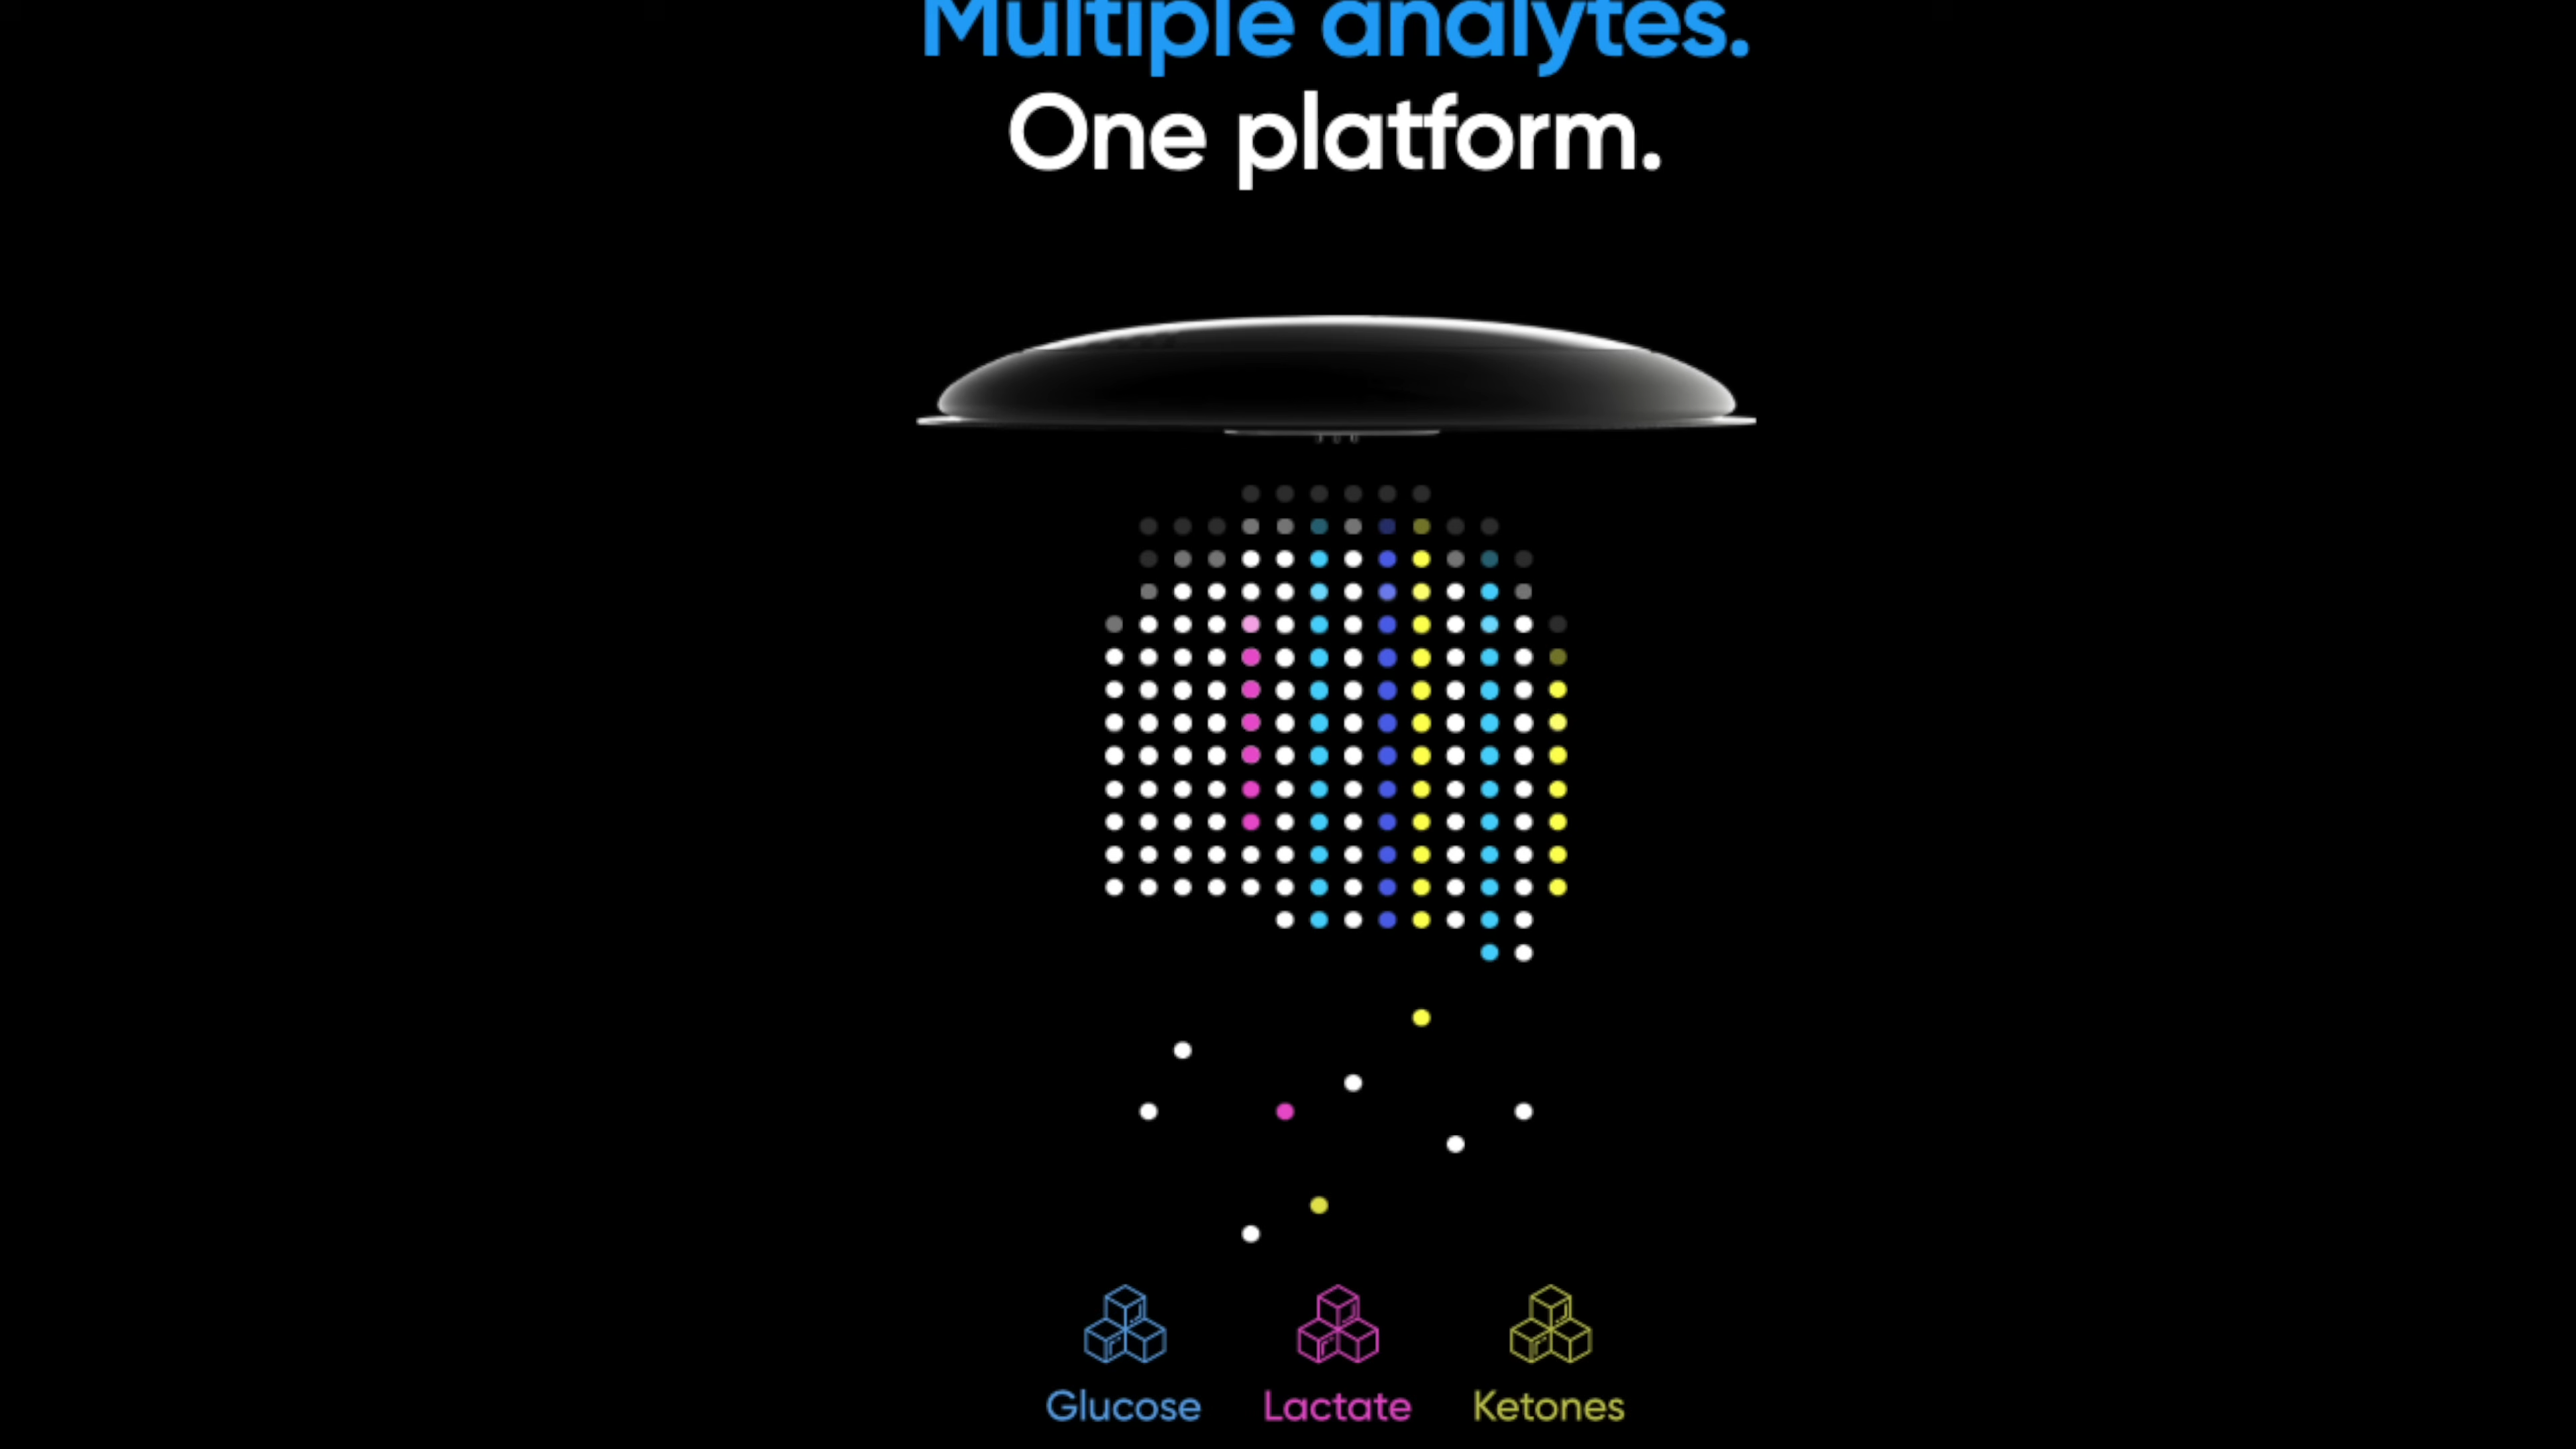 Multiple analytes.
One platform.
Glucose
Lactate
Ketones